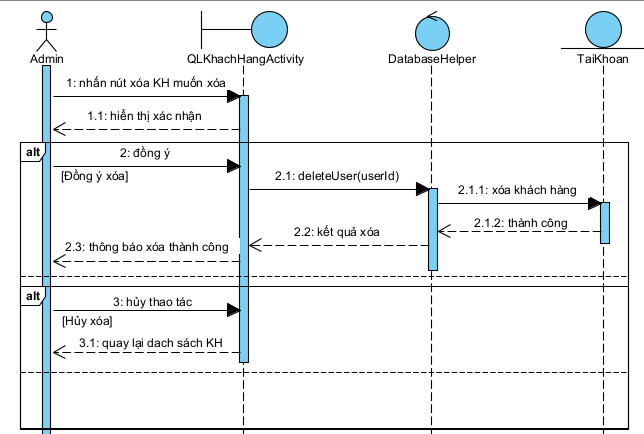 Admin
QLKhachHangActivity
DatabaseHelper
TaiKhoan
1: nhấn nút xóa KH muốn xóa
1.1: hiển thị xác nhận
alt
2: đồng ý
[Đồng ý xóa]
2.1: deleteUser(userId)
2.1.1: xóa khách hàng
2.1.2: thành công
2.2: kết quả xóa
2.3: thông báo xóa thành công
alt
3: hủy thao tác
[Hủy xóa]
3.1: quay lại dach sách KH